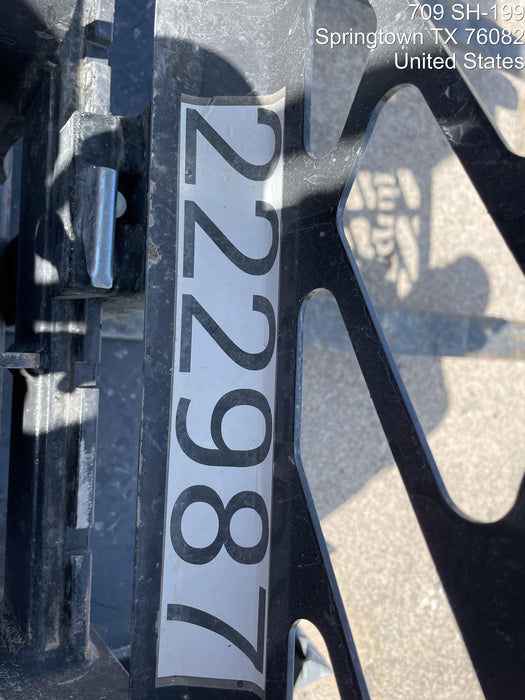 709 SH-199
Springtown TX 76082
United States
222987